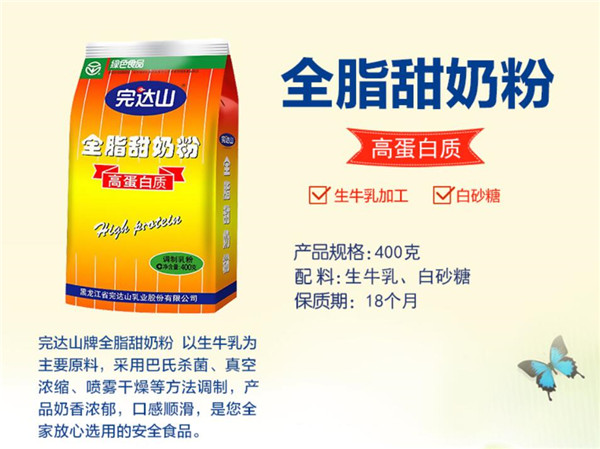 绿色食品
完达山
全脂甜奶粉
高蛋白质
High protein
调制乳粉
净含量:400克
黑龙江省完达山乳业股份有限公司
全脂甜奶粉
全脂甜奶粉
高蛋白质
生牛乳加工 白砂糖
产品规格:400克
配 料:生牛乳、白砂糖
保质期: 18个月
完达山牌全脂甜奶粉 以生牛乳为
主要原料，采用巴氏杀菌、真空
浓缩、喷雾干燥等方法调制，产
品奶香浓郁，口感顺滑，是您全
家放心选用的安全食品。